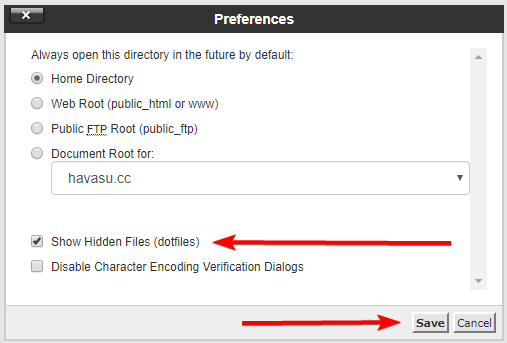 Preferences
Always open this directory in the future by default:
Home Directory
Web Root (public_html or www)
Public FTP Root (public_ftp)
Document Root for:
havasu.cc
Show Hidden Files (dotfiles)
Disable Character Encoding Verification Dialogs
Save Cancel